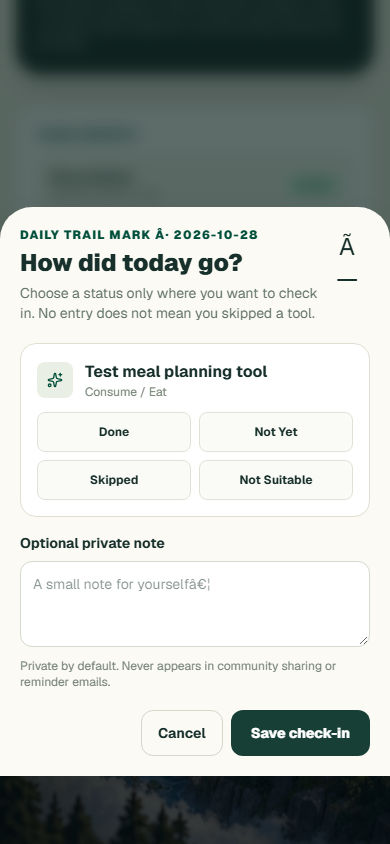 DAILY TRAIL MARK Â· 2026-10-28
How did today go?
Ã—
Choose a status only where you want to check
in. No entry does not mean you skipped a tool.
Test meal planning tool
Consume / Eat
Done
Not Yet
Skipped
Not Suitable
Optional private note
A small note for yourselfâ€¦
Private by default. Never appears in community sharing or
reminder emails.
Cancel
Save check-in